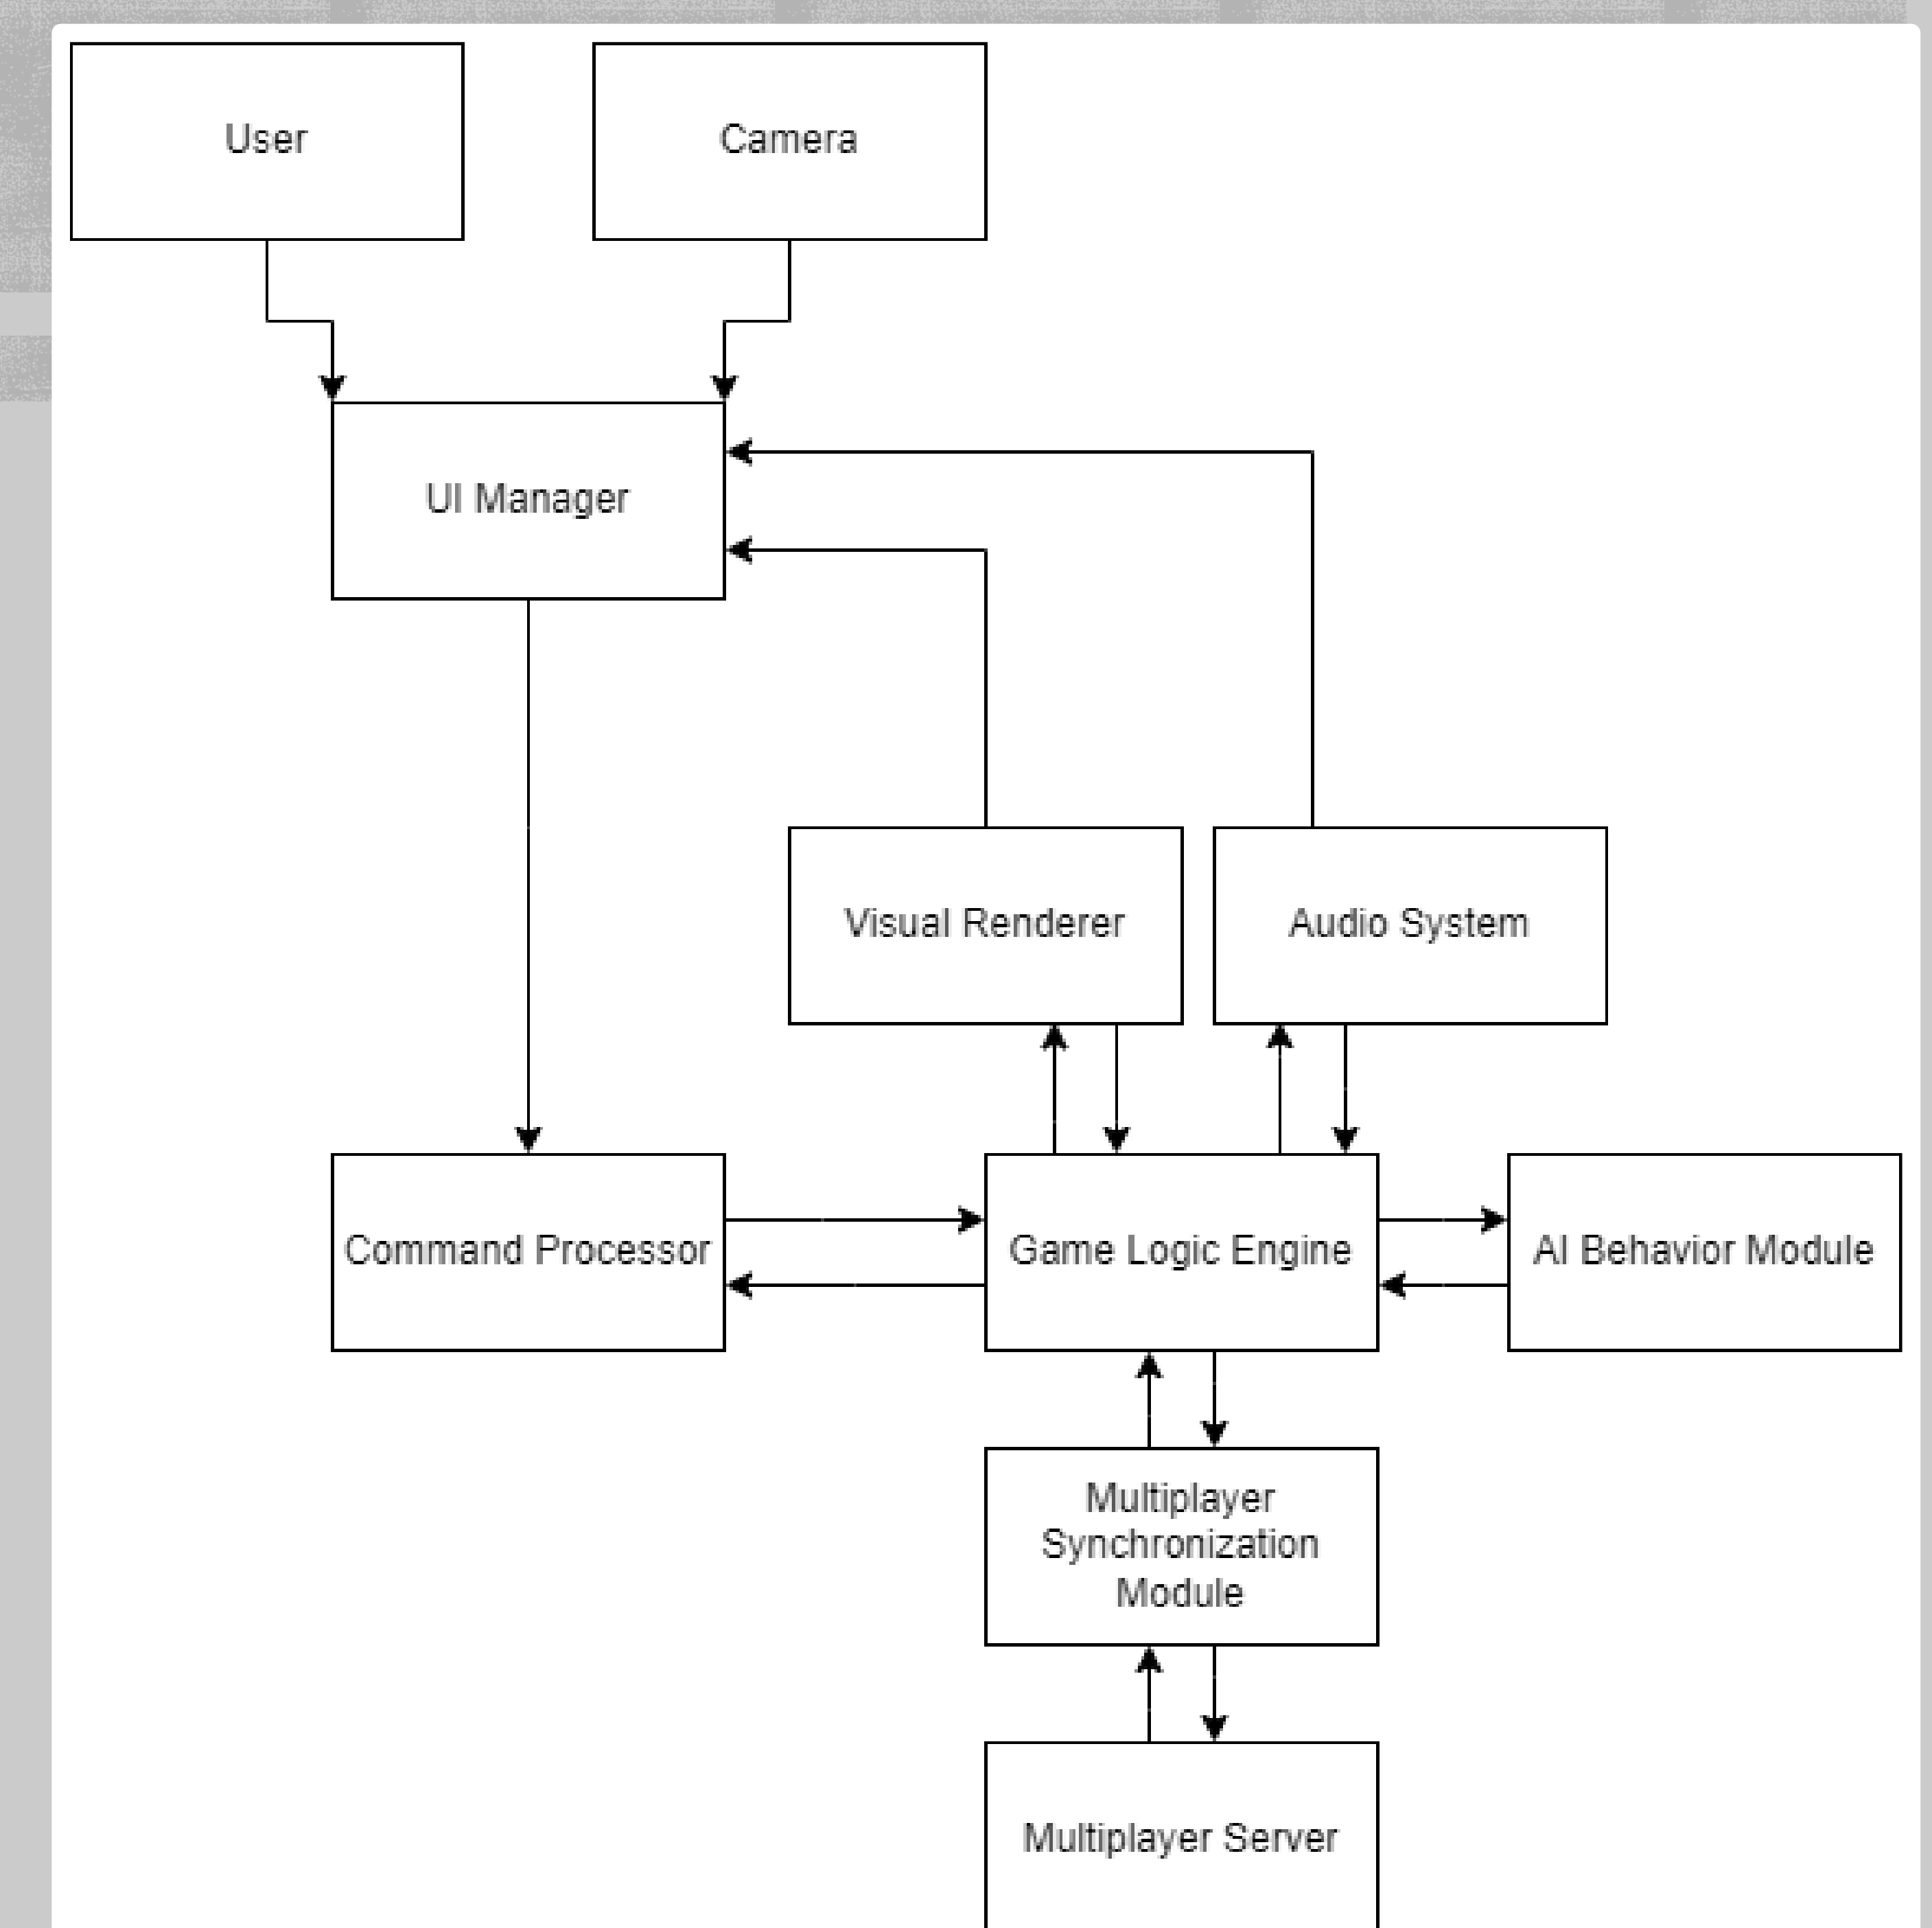 User
Camera
UI Manager
Visual Renderer
Audio System
Command Processor
Game Logic Engine
AI Behavior Module
Multiplayer
Synchronization
Module
Multiplayer Server